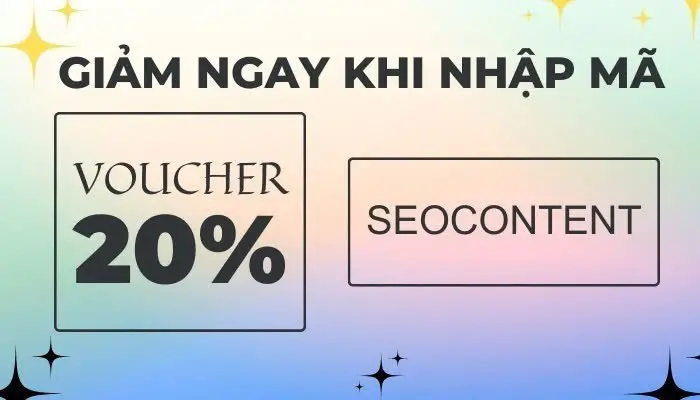 GIẢM NGAY KHI NHẬP MÃ
VOUCHER
20%
SEOCONTENT